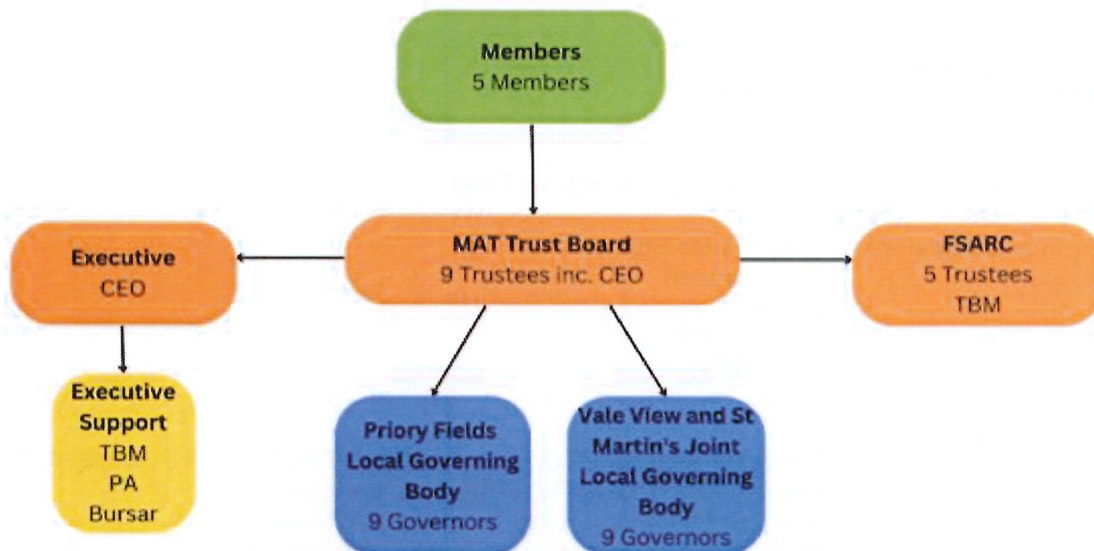 Members
5 Members
MAT Trust Board
9 Trustees inc. CEO
Executive
CEO
FSARC
5 Trustees
TBM
Executive
Support
TBM
PA
Bursar
Priory Fields
Local Governing
Body
9 Governors
Vale View and St
Martin's Joint
Local Governing
Body
9 Governors